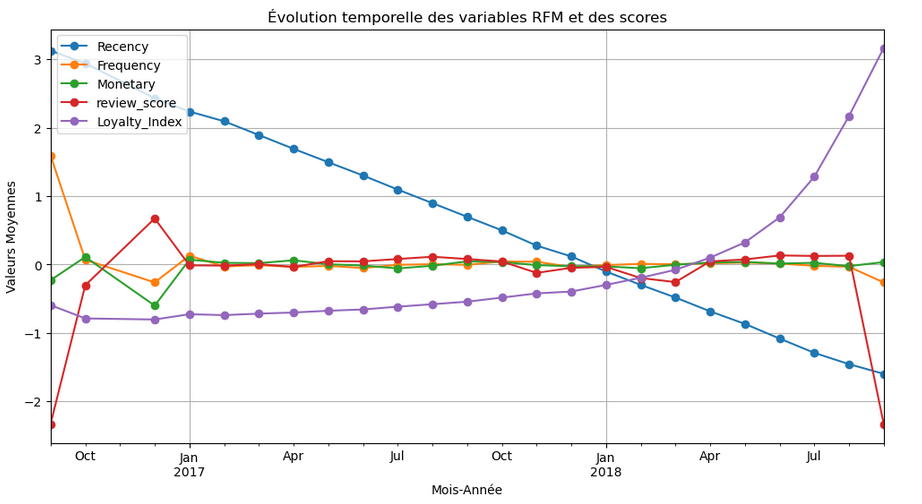 Évolution temporelle des variables RFM et des scores
Recency
Frequency
Monetary
review_score
Loyalty_Index
Valeurs Moyennes
3
2
1
0
−1
−2
Oct
Jan
2017
Apr
Jul
Oct
Jan
2018
Apr
Jul
Mois-Année